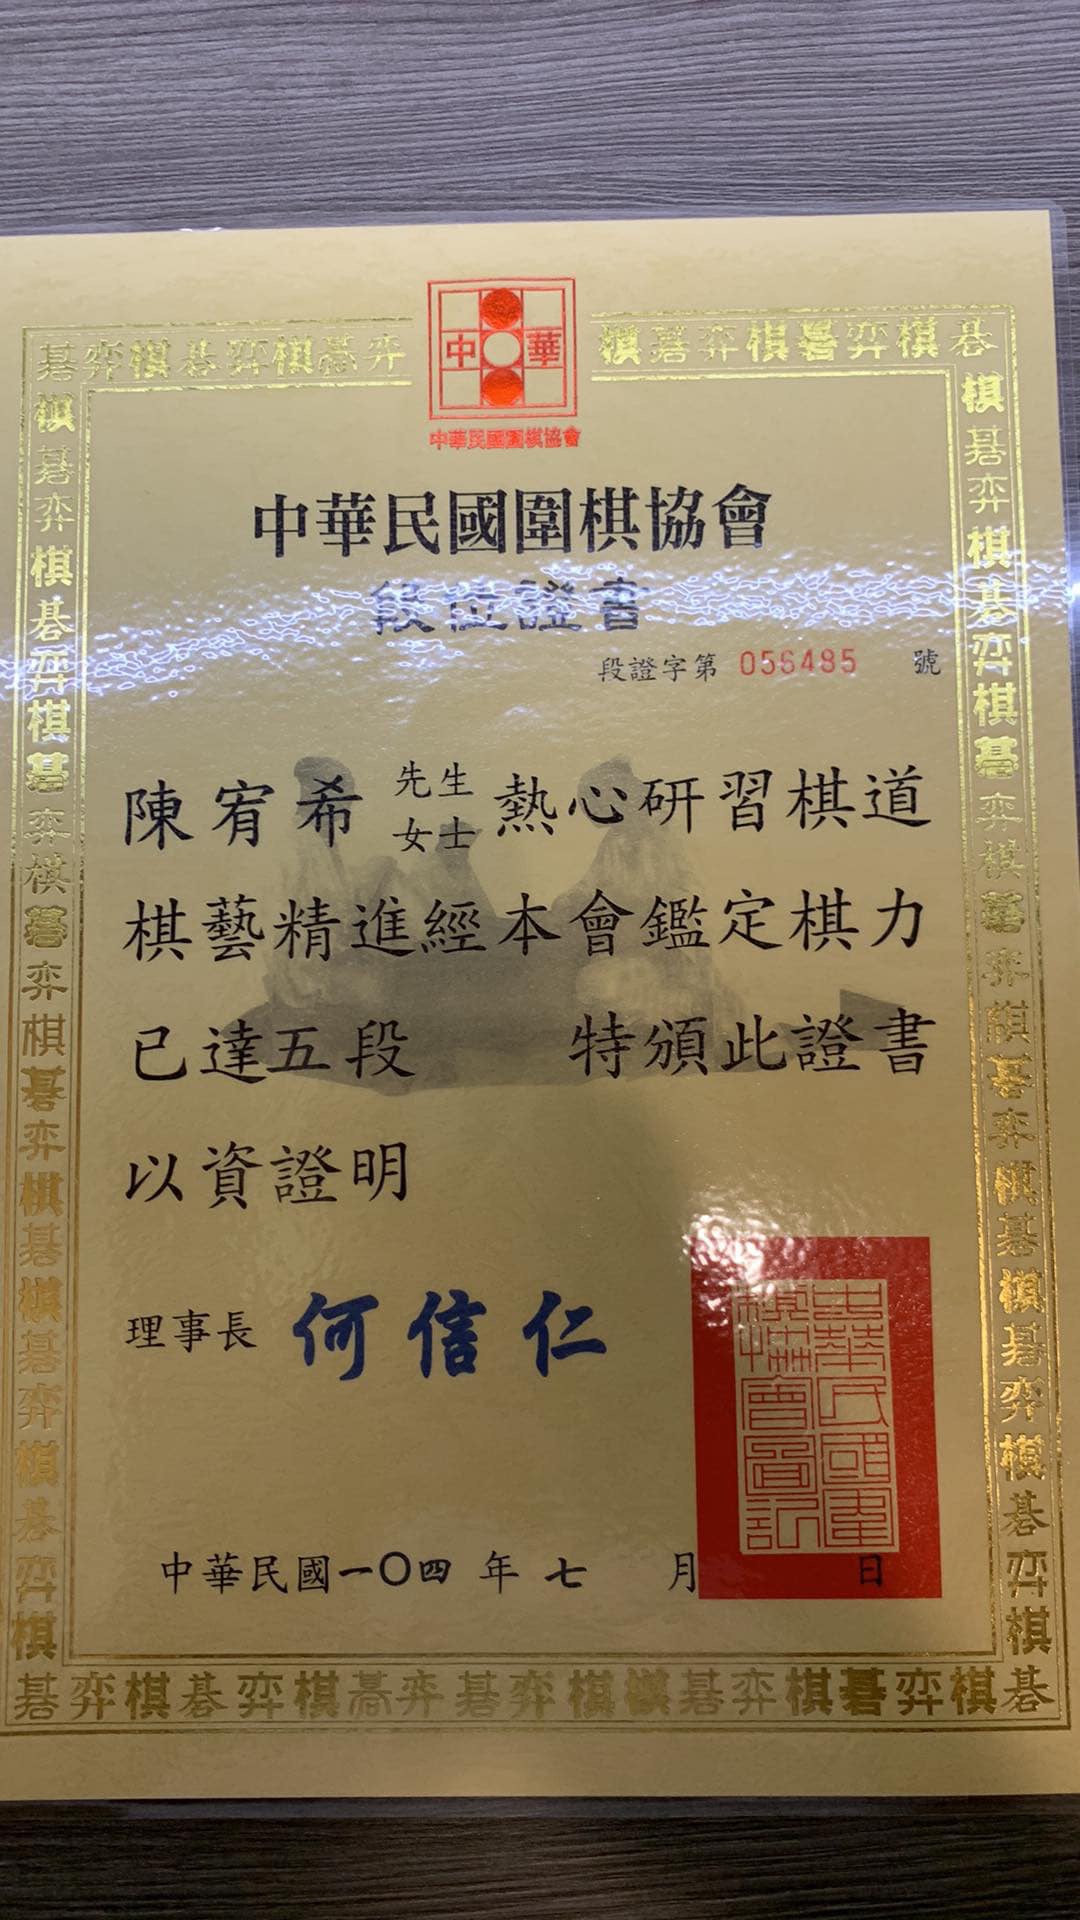 中華
中華民國圍棋協會
中華民國圍棋協會
段位證書
段證字第 056485 號
陳宥希 先生 女士 熱心研習棋道
棋藝精進經本會鑑定棋力
已達五段 特頒此證書
以資證明
理事長 何信仁
中華民國圍棋協會圖記
中華民國一〇四年七月 日